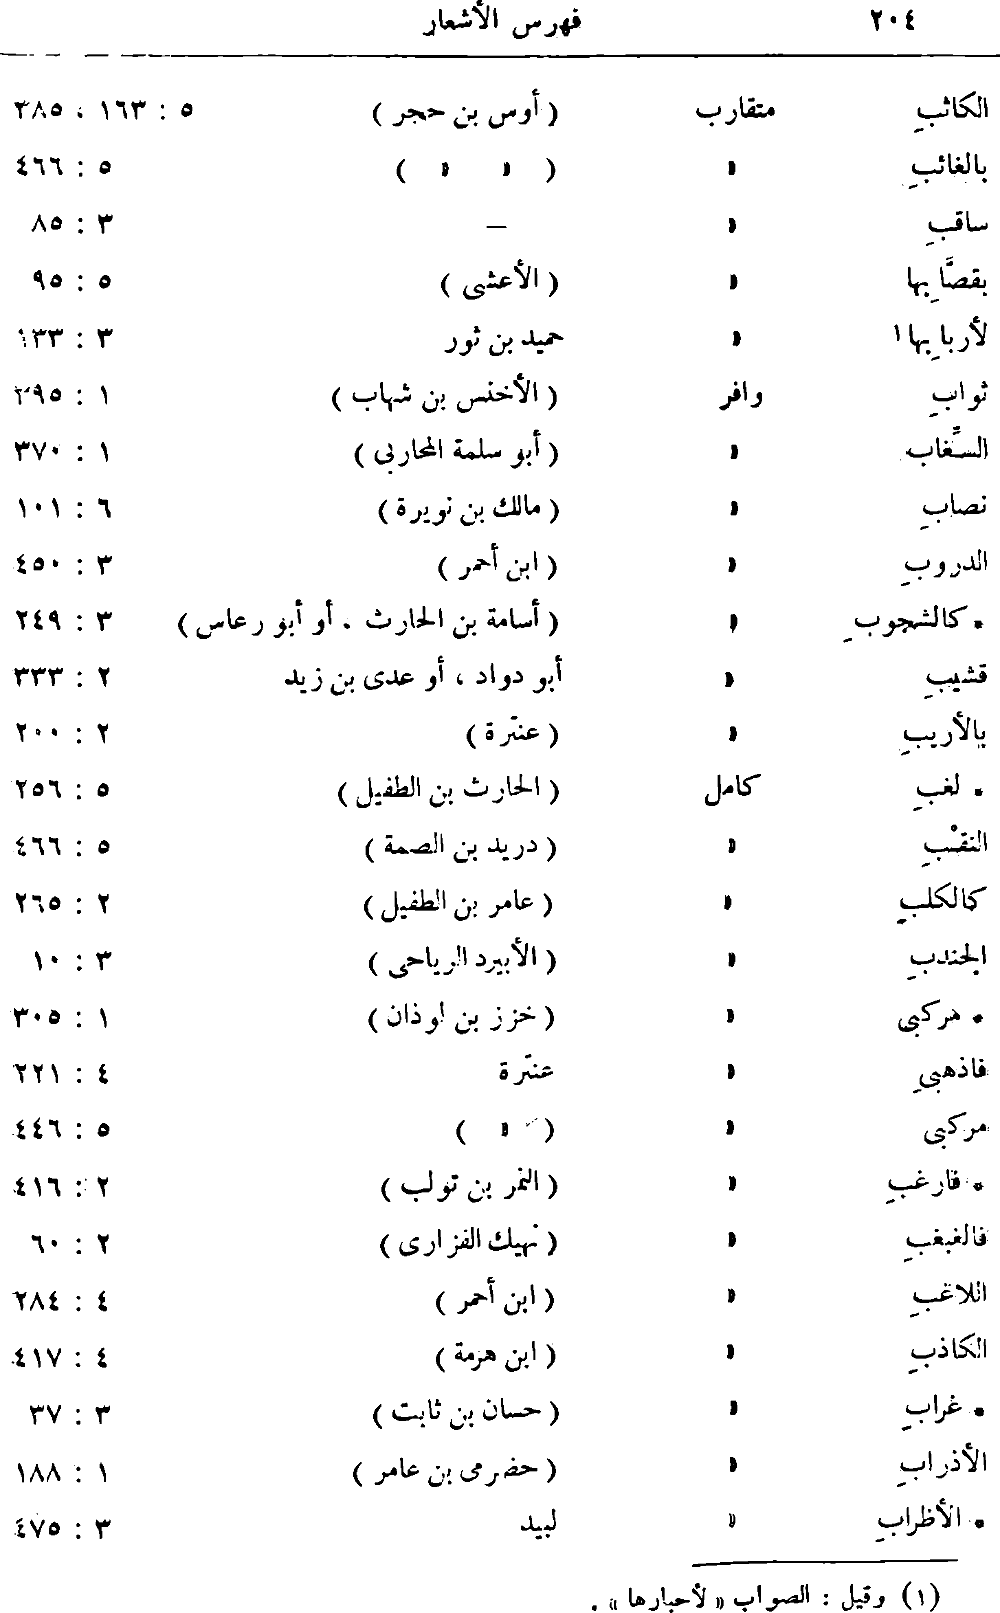 ٢٠٤ فهرس الأشعار
الكاثبِ متقارب ( أوس بن حجر ) ٥ : ١٦٣ ، ٣٨٥
بالغائبِ » ( » » ) ٥ : ٤٦٦
ساقبِ » — ٣ : ٨٥
بقصَّابِها » ( الأعشى ) ٥ : ٩٥
لأربابِها١ » حميد بن ثور ٣ : ١٣٣
ثوابِ وافر ( الأخنس بن شهاب ) ١ : ٢٩٥
السِّغاب » ( أبو سلمة المحاربي ) ١ : ٣٧٠
نصابِ » ( مالك بن نويرة ) ٦ : ١٠١
الدروبِ » ( ابن أحمر ) ٣ : ٤٥٠
* كالشجوبِ » ( أسامة بن الحارث . أو أبو رعاس ) ٣ : ٢٤٩
قشيبِ » أبو دواد ، أو عدى بن زيد ٢ : ٣٣٣
بالأريبِ » ( عنترة ) ٢ : ٢٠٠
* لغبِ كامل ( الحارث بن الطفيل ) ٥ : ٢٥٦
النقْبِ » ( دريد بن الصمة ) ٥ : ٤٦٦
كالكلبِ » ( عامر بن الطفيل ) ٢ : ٢٦٥
الجندبِ » ( الأبيرد الرياحى ) ٣ : ١٠
* مركبى » ( خزز بن لوذان ) ١ : ٣٠٥
فاذهبى » عنترة ٤ : ٢٢١
مركبى » ( » ) ٥ : ٤٤٦
* فارغبِ » ( النمر بن تولب ) ٢ : ٤١٦
فالغبغبِ » ( نهيك الفزارى ) ٢ : ٦٠
اللاغبِ » ( ابن أحمر ) ٤ : ٢٨٤
الكاذبِ » ( ابن هرمة ) ٤ : ٤١٧
* غرابِ » ( حسان بن ثابت ) ٣ : ٣٧
الأذرابِ » ( حضرمى بن عامر ) ١ : ١٨٨
* الأظرابِ » لبيد ٣ : ٤٧٥
(١) وقيل : الصواب « لأحبارها » .